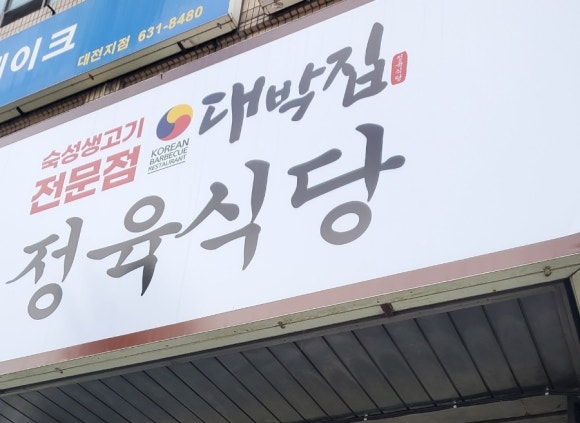 테이크
대전지점 631-8480
숙성생고기
전문점
KOREAN
BARBECUE
RESTAURANT
대박집
정육식당